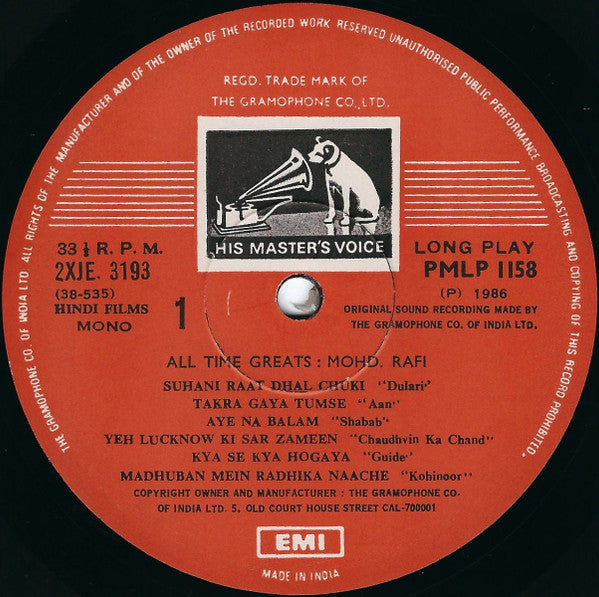 THE GRAMOPHONE CO. OF INDIA LTD. ALL RIGHTS OF THE MANUFACTURER AND OF THE OWNER OF THE RECORDED WORK RESERVED UNAUTHORISED PUBLIC PERFORMANCE BROADCASTING AND COPYING OF THIS RECORD PROHIBITED.
REGD. TRADE MARK OF
THE GRAMOPHONE CO., LTD.
HIS MASTER'S VOICE
33 ⅓ R. P. M.
2XJE. 3193
(38-535)
HINDI FILMS
MONO
1
LONG PLAY
PMLP 1158
(P) 1986
ORIGINAL SOUND RECORDING MADE BY
THE GRAMOPHONE CO. OF INDIA LTD.
ALL TIME GREATS : MOHD. RAFI
SUHANI RAAT DHAL CHUKI "Dulari"
TAKRA GAYA TUMSE "Aan"
AYE NA BALAM "Shabab"
YEH LUCKNOW KI SAR ZAMEEN "Chaudhvin Ka Chand"
KYA SE KYA HOGAYA "Guide"
MADHUBAN MEIN RADHIKA NAACHE "Kohinoor"
COPYRIGHT OWNER AND MANUFACTURER : THE GRAMOPHONE CO.
OF INDIA LTD. 5, OLD COURT HOUSE STREET CAL-700001
EMI
MADE IN INDIA